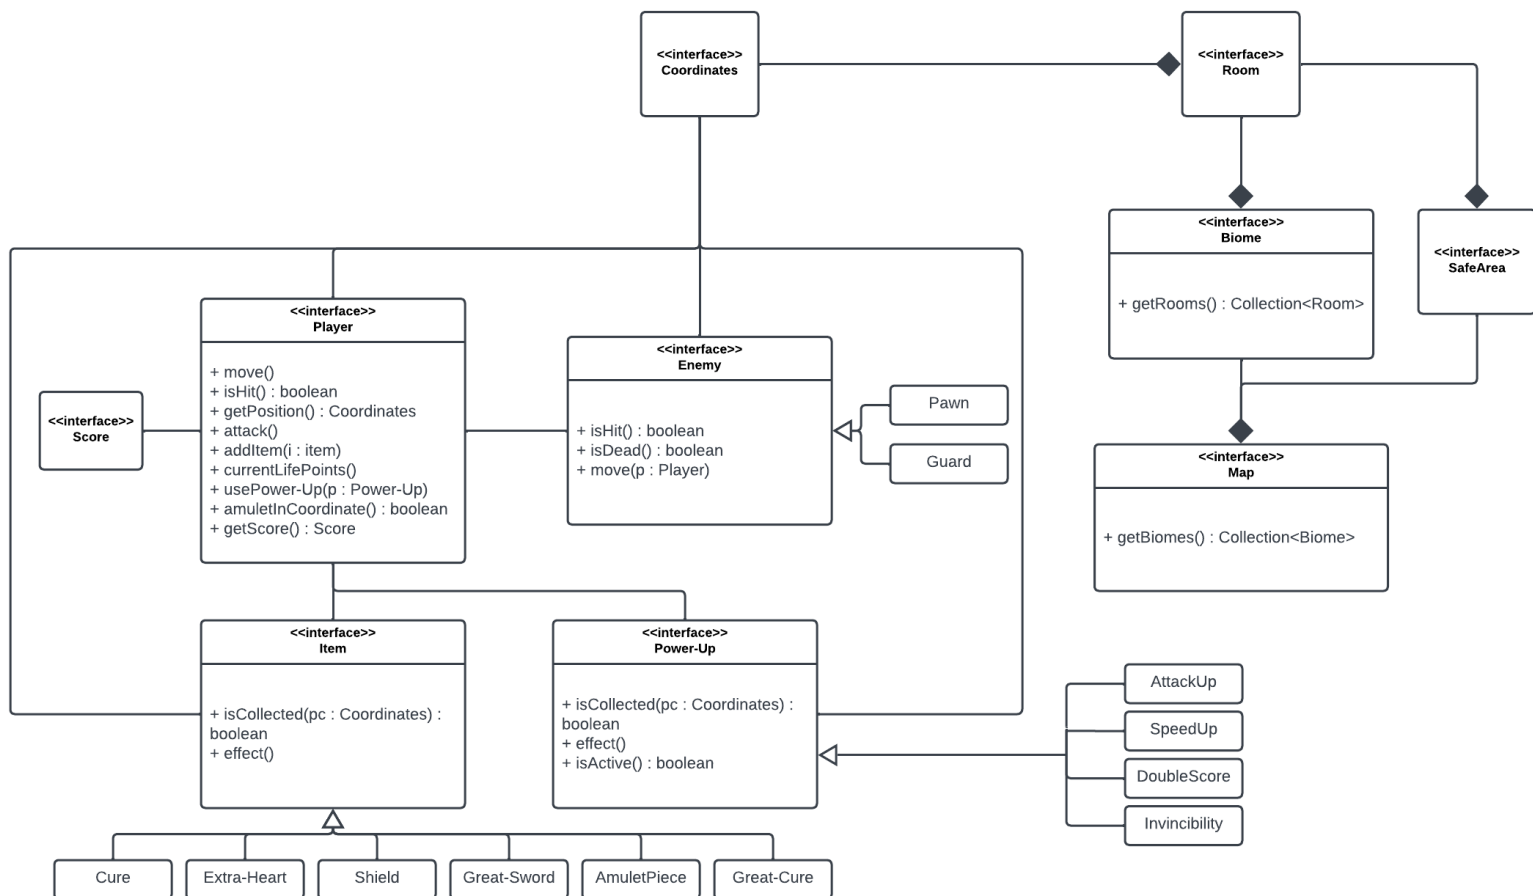 <<interface>>
Coordinates
<<interface>>
Room
<<interface>>
Biome
+ getRooms() : Collection<Room>
<<interface>>
SafeArea
<<interface>>
Player
+ move()
+ isHit() : boolean
+ getPosition() : Coordinates
+ attack()
+ addItem(i : item)
+ currentLifePoints()
+ usePower-Up(p : Power-Up)
+ amuletInCoordinate() : boolean
+ getScore() : Score
<<interface>>
Enemy
+ isHit() : boolean
+ isDead() : boolean
+ move(p : Player)
Pawn
Guard
<<interface>>
Score
<<interface>>
Map
+ getBiomes() : Collection<Biome>
<<interface>>
Item
+ isCollected(pc : Coordinates) :
boolean
+ effect()
<<interface>>
Power-Up
+ isCollected(pc : Coordinates) :
boolean
+ effect()
+ isActive() : boolean
AttackUp
SpeedUp
DoubleScore
Invincibility
Cure
Extra-Heart
Shield
Great-Sword
AmuletPiece
Great-Cure